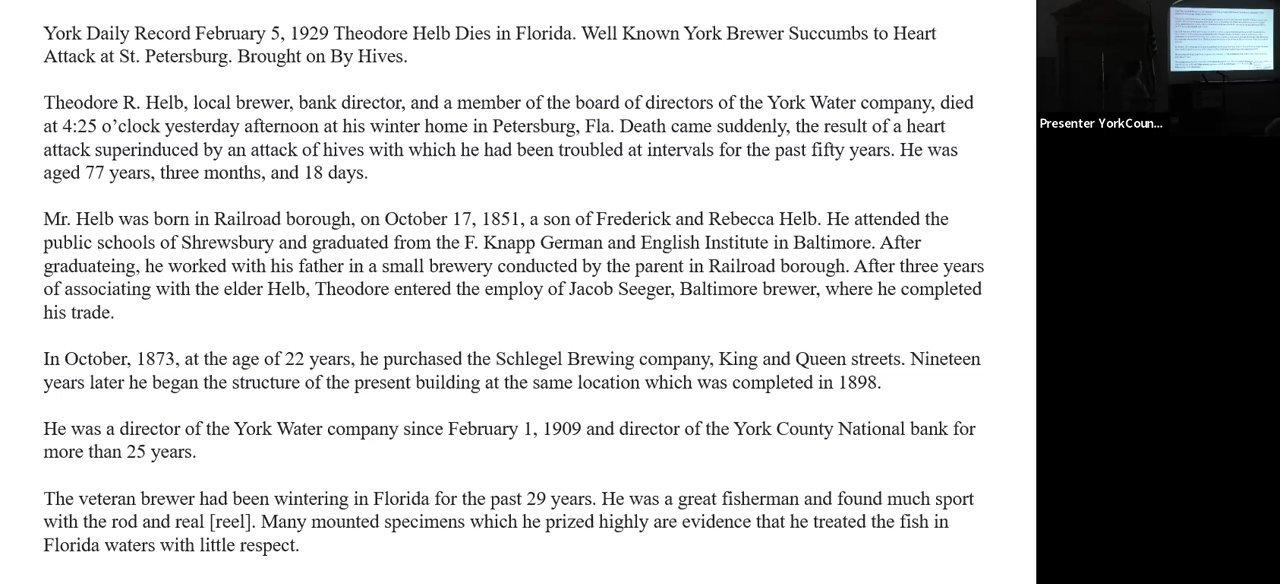 York Daily Record February 5, 1929 Theodore Helb Dies in Florida. Well Known York Brewer Succumbs to Heart
Attack at St. Petersburg. Brought on By Hives.
Theodore R. Helb, local brewer, bank director, and a member of the board of directors of the York Water company, died
at 4:25 o’clock yesterday afternoon at his winter home in Petersburg, Fla. Death came suddenly, the result of a heart
attack superinduced by an attack of hives with which he had been troubled at intervals for the past fifty years. He was
aged 77 years, three months, and 18 days.
Mr. Helb was born in Railroad borough, on October 17, 1851, a son of Frederick and Rebecca Helb. He attended the
public schools of Shrewsbury and graduated from the F. Knapp German and English Institute in Baltimore. After
graduateing, he worked with his father in a small brewery conducted by the parent in Railroad borough. After three years
of associating with the elder Helb, Theodore entered the employ of Jacob Seeger, Baltimore brewer, where he completed
his trade.
In October, 1873, at the age of 22 years, he purchased the Schlegel Brewing company, King and Queen streets. Nineteen
years later he began the structure of the present building at the same location which was completed in 1898.
He was a director of the York Water company since February 1, 1909 and director of the York County National bank for
more than 25 years.
The veteran brewer had been wintering in Florida for the past 29 years. He was a great fisherman and found much sport
with the rod and real [reel]. Many mounted specimens which he prized highly are evidence that he treated the fish in
Florida waters with little respect.
Presenter YorkCoun...